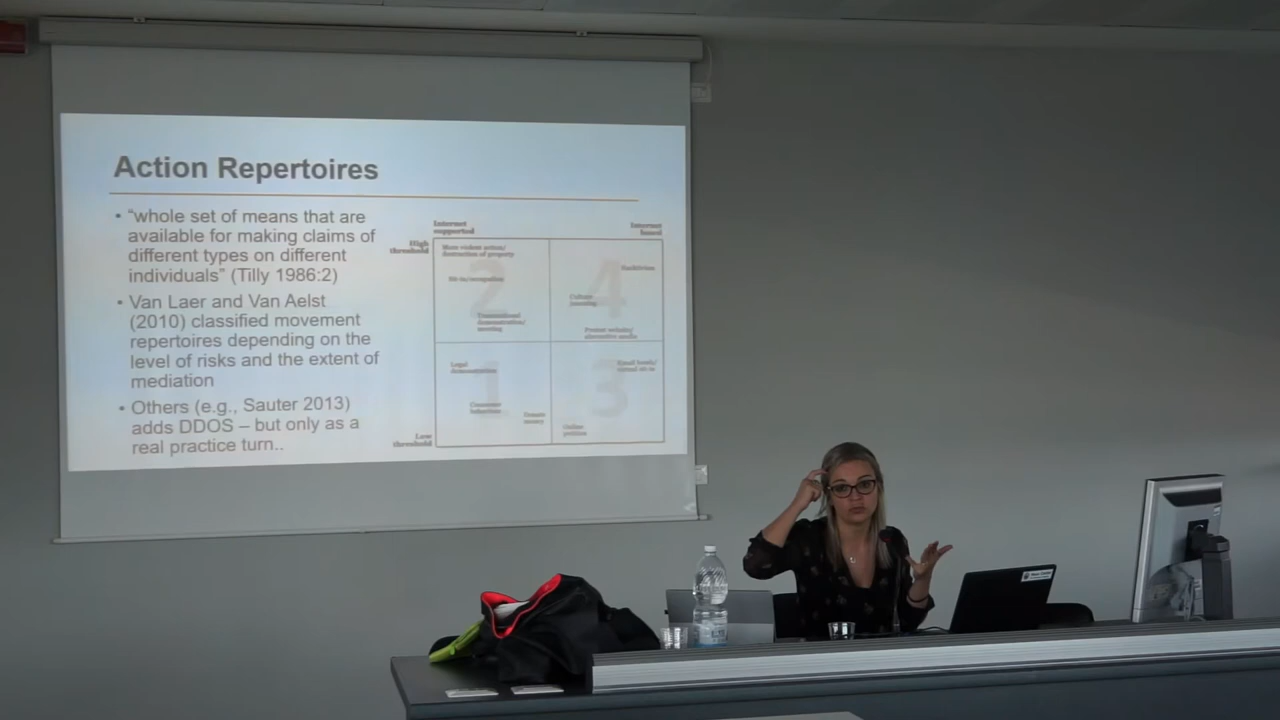 Action Repertoires
• “whole set of means that are
available for making claims of
different types on different
individuals” (Tilly 1986:2)
• Van Laer and Van Aelst
(2010) classified movement
repertoires depending on the
level of risks and the extent of
mediation
• Others (e.g., Sauter 2013)
adds DDOS – but only as a
real practice turn..
Internet
supported
Internet
based
High
threshold
More violent action/
destruction of property
Sit-in/occupation
Transnational
demonstration/
meeting
2
Hacktivism
Culture
jamming
Protest website/
alternative media
4
Legal
demonstration
Consumer
behaviour
Donate
money
1
Email bomb/
virtual sit-in
Online
petition
3
Low
threshold